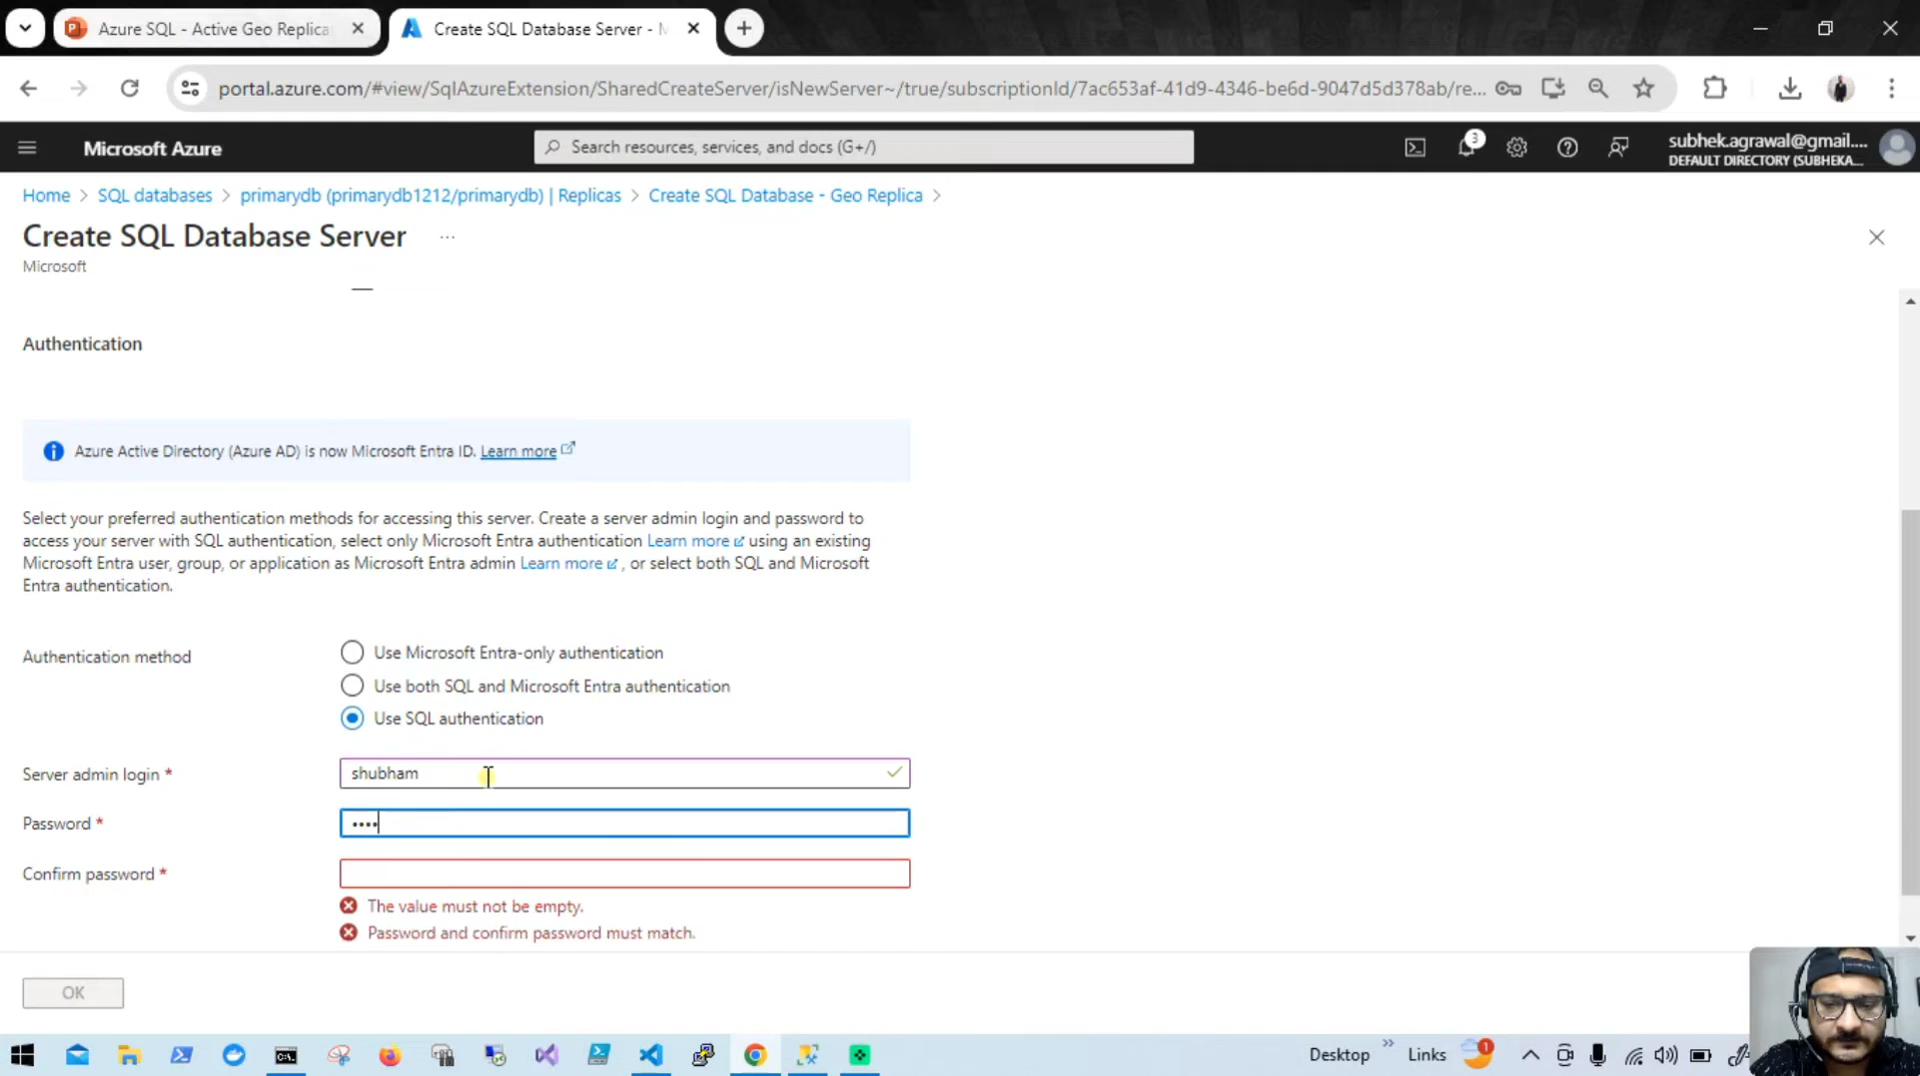 Azure SQL - Active Geo Replica
Create SQL Database Server - M
portal.azure.com/#view/SqlAzureExtension/SharedCreateServer/isNewServer~/true/subscriptionId/7ac653af-41d9-4346-be6d-9047d5d378ab/re...
Microsoft Azure
Search resources, services, and docs (G+/)
3
subhek.agrawal@gmail....
DEFAULT DIRECTORY (SUBHEKA...
Home > SQL databases > primarydb (primarydb1212/primarydb) | Replicas > Create SQL Database - Geo Replica >
Create SQL Database Server ...
Microsoft
Authentication
Azure Active Directory (Azure AD) is now Microsoft Entra ID. Learn more
Select your preferred authentication methods for accessing this server. Create a server admin login and password to
access your server with SQL authentication, select only Microsoft Entra authentication Learn more using an existing
Microsoft Entra user, group, or application as Microsoft Entra admin Learn more , or select both SQL and Microsoft
Entra authentication.
Authentication method
Use Microsoft Entra-only authentication
Use both SQL and Microsoft Entra authentication
Use SQL authentication
Server admin login *
shubham
Password *
••••
Confirm password *
The value must not be empty.
Password and confirm password must match.
OK
Desktop
Links
1